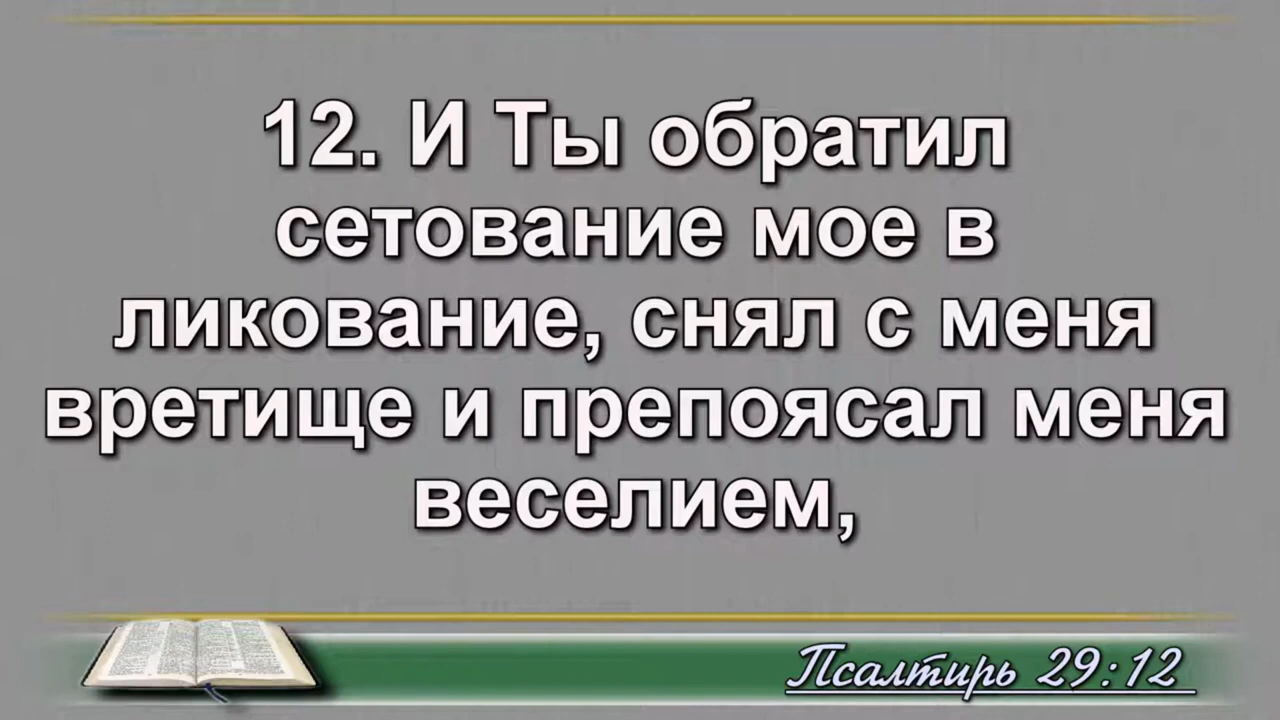 12. И Ты обратил
сетование мое в
ликование, снял с меня
вретище и препоясал меня
веселием,
Псалтирь 29:12